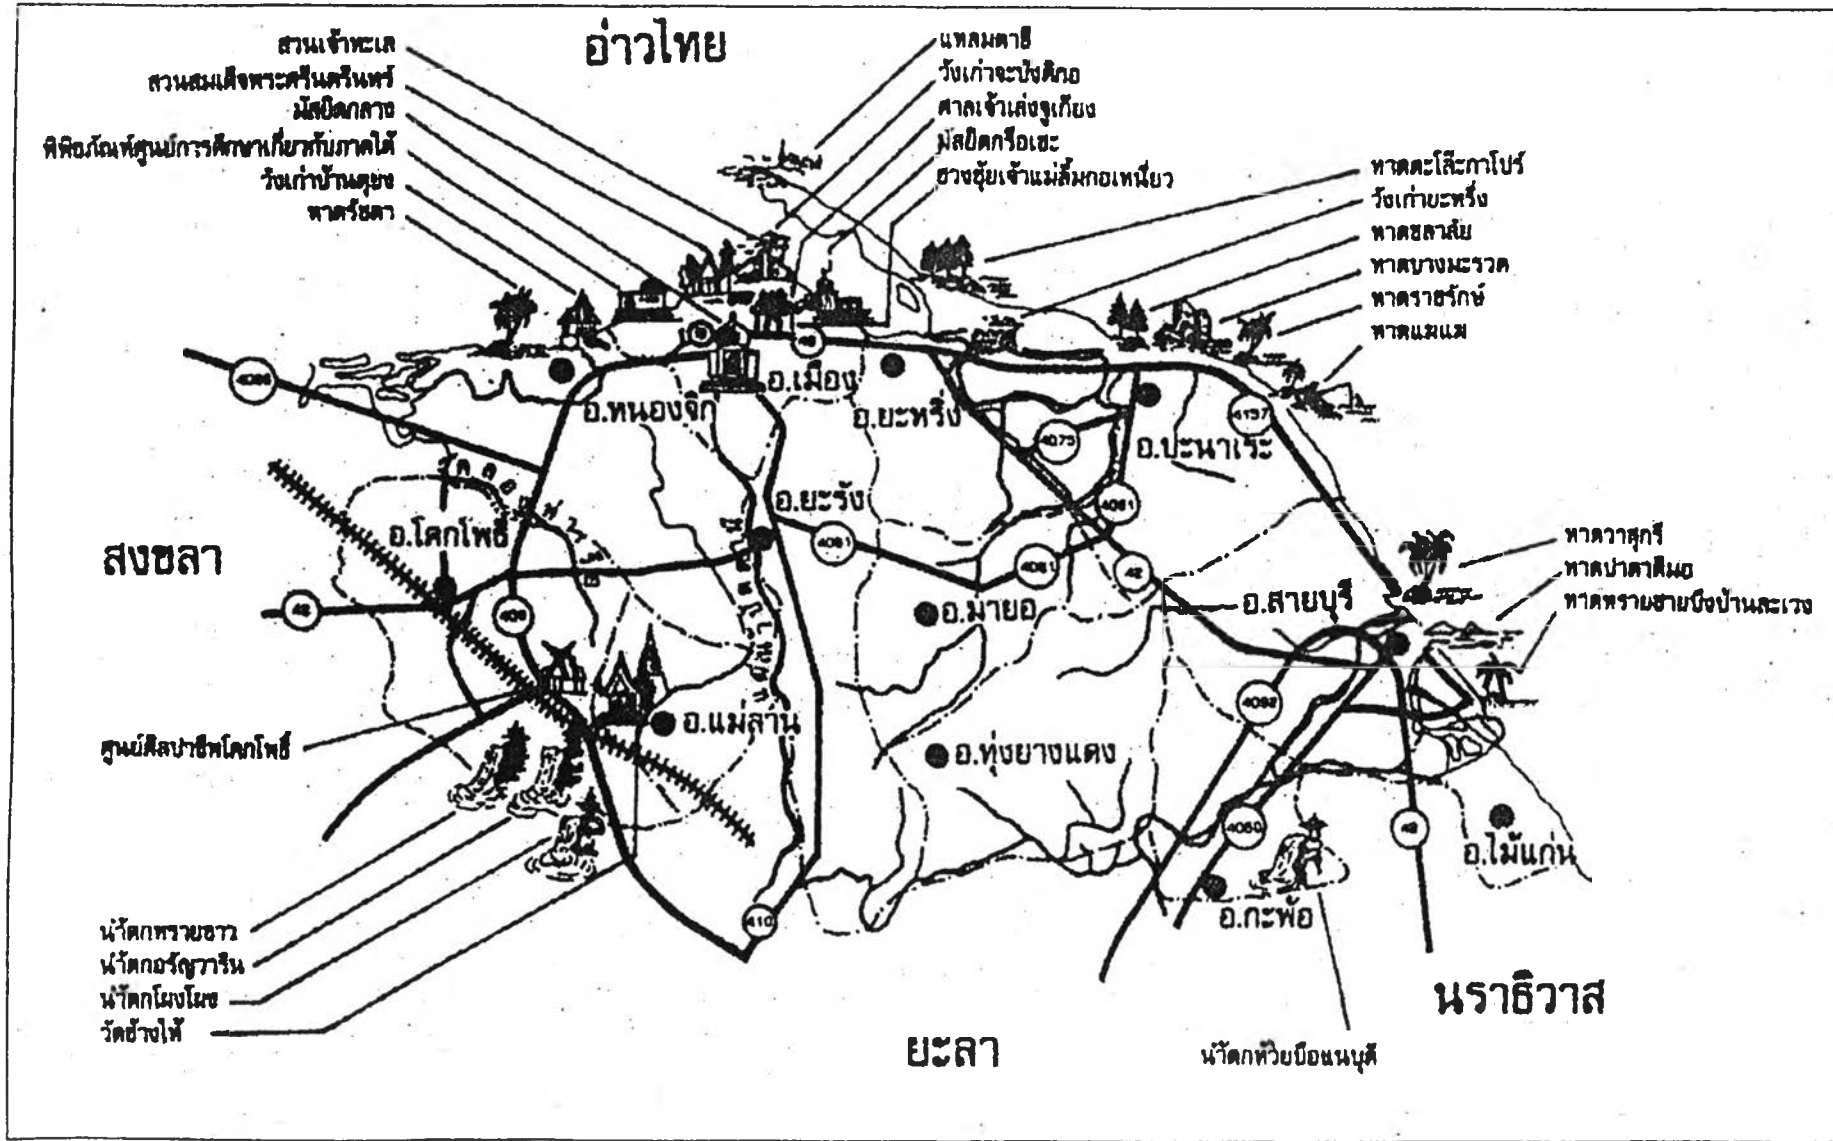 อ่าวไทย
สวนเจ้าทะเล
สวนสมเด็จพระศรีนครินทร์
มัสยิดกลาง
พิพิธภัณฑ์ศูนย์การศึกษาเกี่ยวกับภาคใต้
วังเก่าบ้านดูยง
หาดรัชดา
แหลมตาชี
วังเก่าจะบังติกอ
ศาลเจ้าเล่งจูเกียง
มัสยิดกรือเซะ
ฮวงซุ้ยเจ้าแม่ลิ้มกอเหนี่ยว
หาดตะโละกาโปร์
วังเก่ายะหริ่ง
หาดชลาลัย
หาดบางมะรวด
หาดราชรักษ์
หาดแฆแฆ
อ.หนองจิก
อ.เมือง
อ.ยะหริ่ง
อ.ปะนาเระ
4075
4157
4061
อ.ยะรัง
4061
4061
42
อ.โคกโพธิ์
สงขลา
42
409
อ.มายอ
อ.สายบุรี
หาดวาสุกรี
หาดปาตาตีมอ
หาดทรายชายบึงบ้านละเวง
อ.แม่ลาน
อ.ทุ่งยางแดง
4092
4060
42
อ.ไม้แก่น
อ.กะพ้อ
410
ศูนย์ศิลปาชีพโคกโพธิ์
น้ำตกทรายขาว
น้ำตกอรัญวาริน
น้ำตกโผงโผง
วัดช้างให้
ยะลา
นราธิวาส